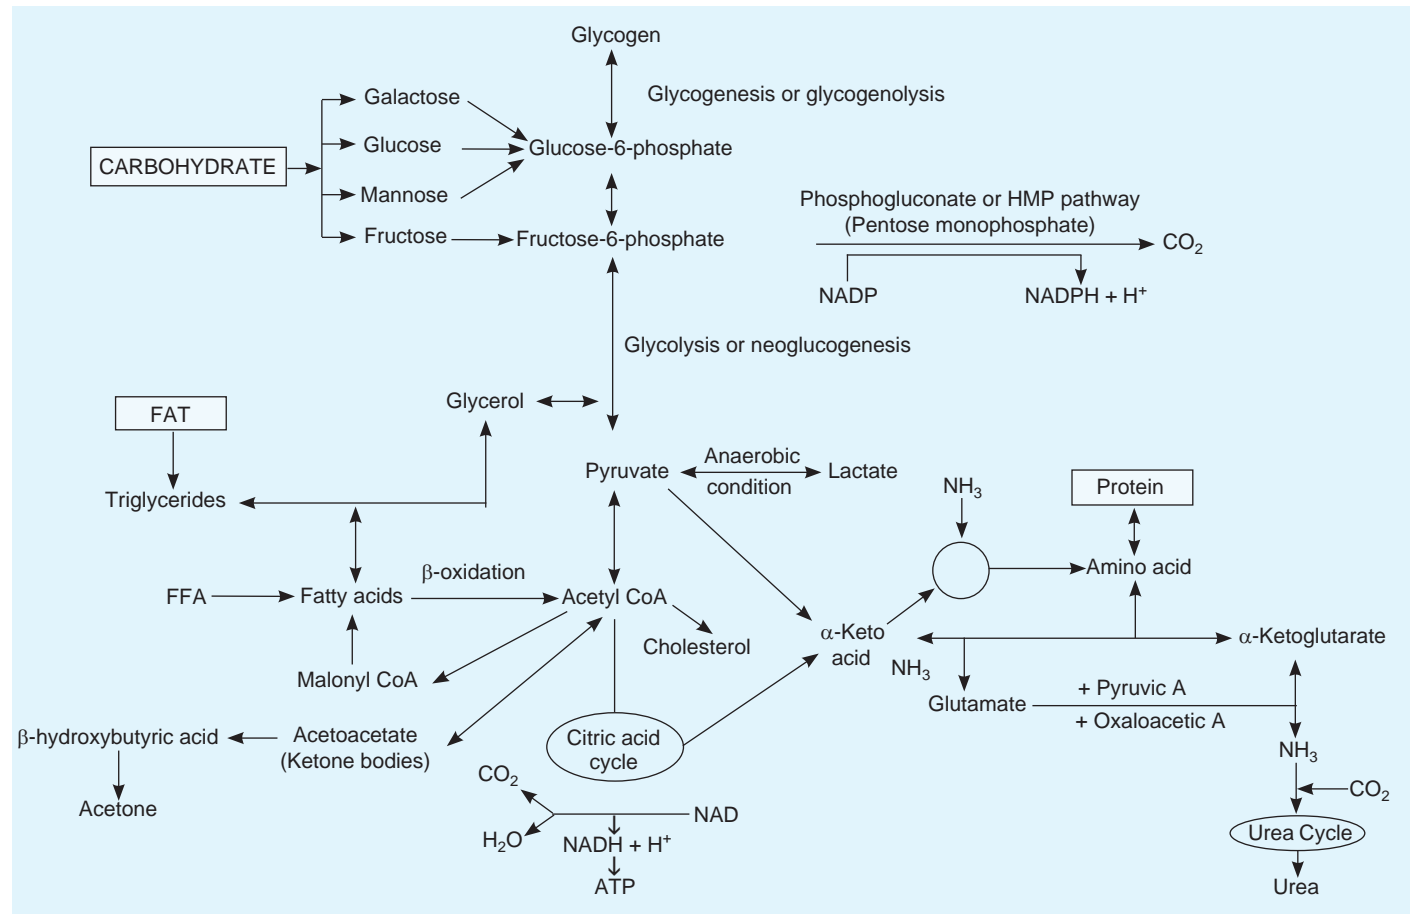 Glycogen
Glycogenesis or glycogenolysis
Galactose
Glucose
Glucose-6-phosphate
CARBOHYDRATE
Mannose
Fructose
Fructose-6-phosphate
Phosphogluconate or HMP pathway
(Pentose monophosphate)
CO₂
NADP
NADPH + H⁺
Glycolysis or neoglucogenesis
Glycerol
FAT
Triglycerides
Pyruvate
Anaerobic
condition
Lactate
NH₃
Protein
Amino acid
β-oxidation
FFA
Fatty acids
Acetyl CoA
Cholesterol
α-Keto
acid
α-Ketoglutarate
NH₃
Malonyl CoA
Glutamate
+ Pyruvic A
+ Oxaloacetic A
β-hydroxybutyric acid
Acetoacetate
(Ketone bodies)
Citric acid
cycle
NH₃
Acetone
CO₂
NAD
CO₂
H₂O
NADH + H⁺
Urea Cycle
ATP
Urea